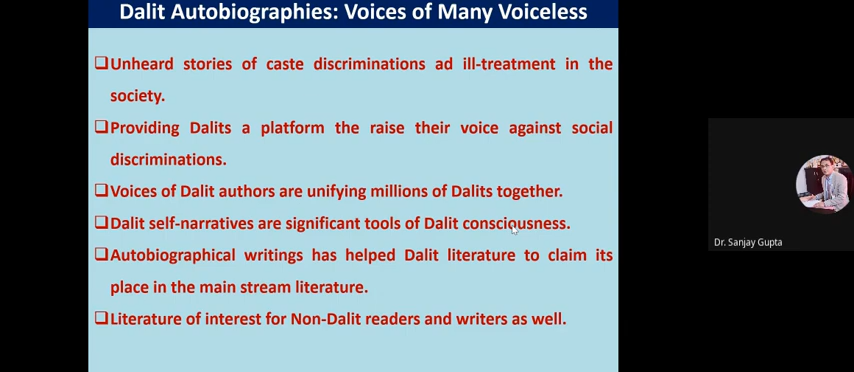 Dalit Autobiographies: Voices of Many Voiceless
Unheard stories of caste discriminations ad ill-treatment in the
society.
Providing Dalits a platform the raise their voice against social
discriminations.
Voices of Dalit authors are unifying millions of Dalits together.
Dalit self-narratives are significant tools of Dalit consciousness.
Autobiographical writings has helped Dalit literature to claim its
place in the main stream literature.
Literature of interest for Non-Dalit readers and writers as well.
Dr. Sanjay Gupta